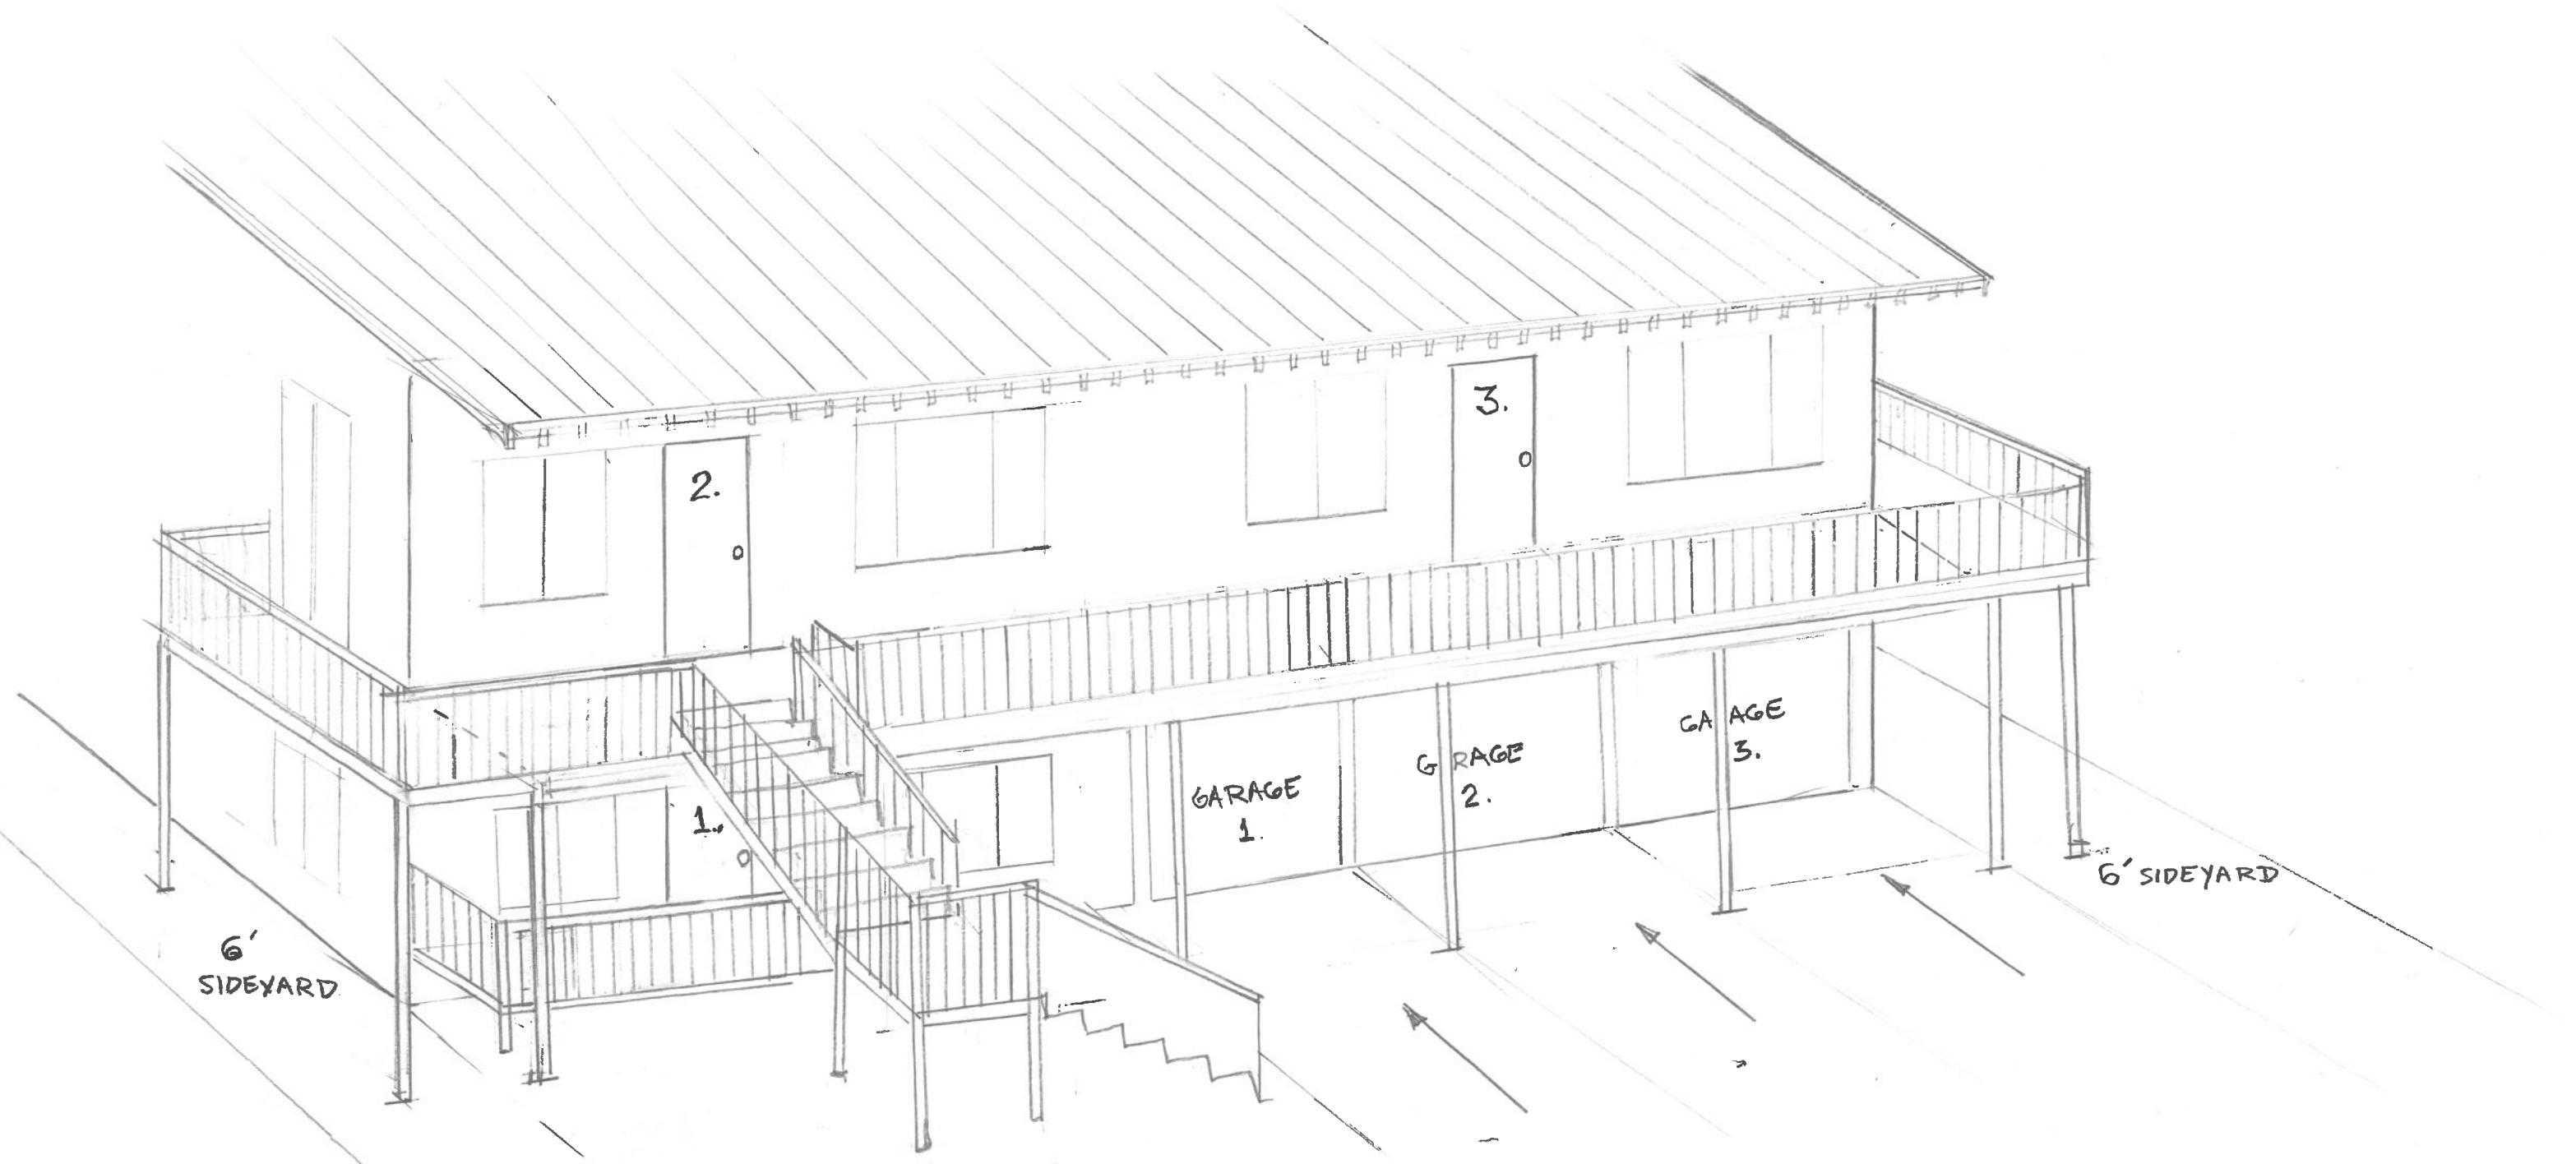 2.
3.
1.
GARAGE
1.
G RAGE
2.
GA AGE
3.
6'
SIDEYARD
6' SIDEYARD